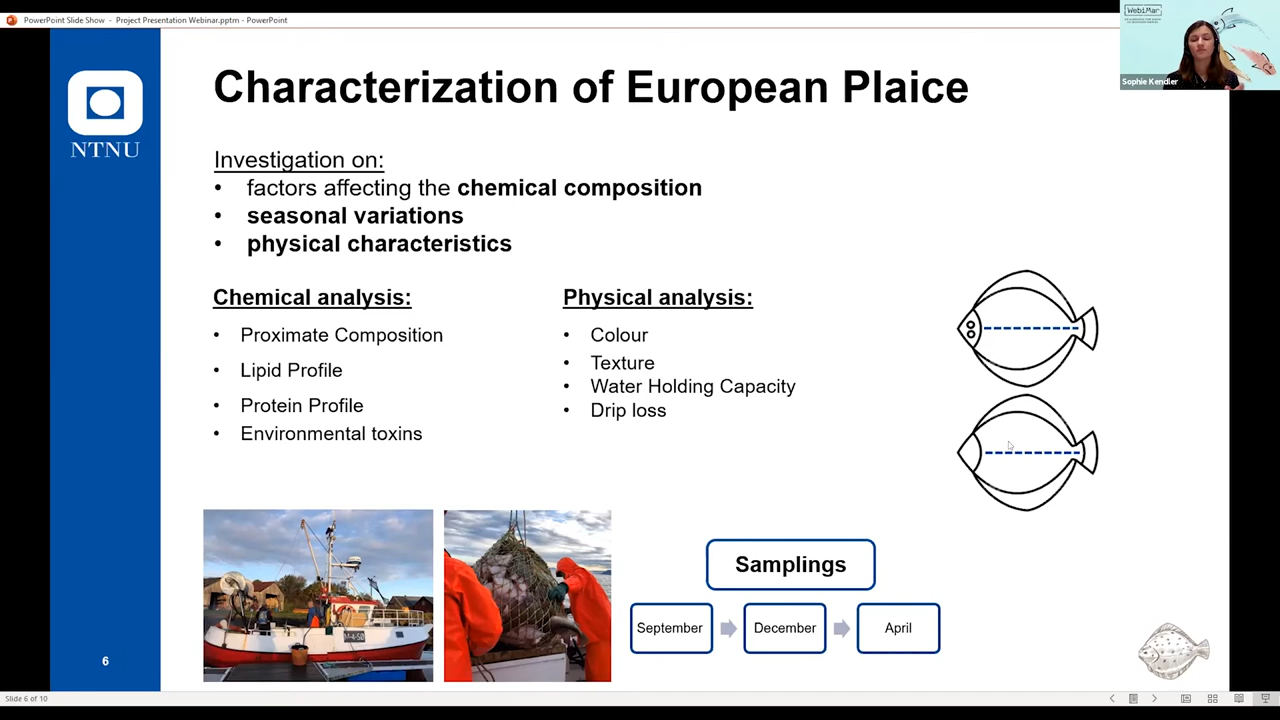 PowerPoint Slide Show - Project Presentation Webinar.pptm - PowerPoint
WebiMar
Sophie Kendler
NTNU
Characterization of European Plaice
Investigation on:
• factors affecting the chemical composition
• seasonal variations
• physical characteristics
Chemical analysis:
• Proximate Composition
• Lipid Profile
• Protein Profile
• Environmental toxins
Physical analysis:
• Colour
• Texture
• Water Holding Capacity
• Drip loss
Samplings
September
December
April
6
Slide 6 of 10